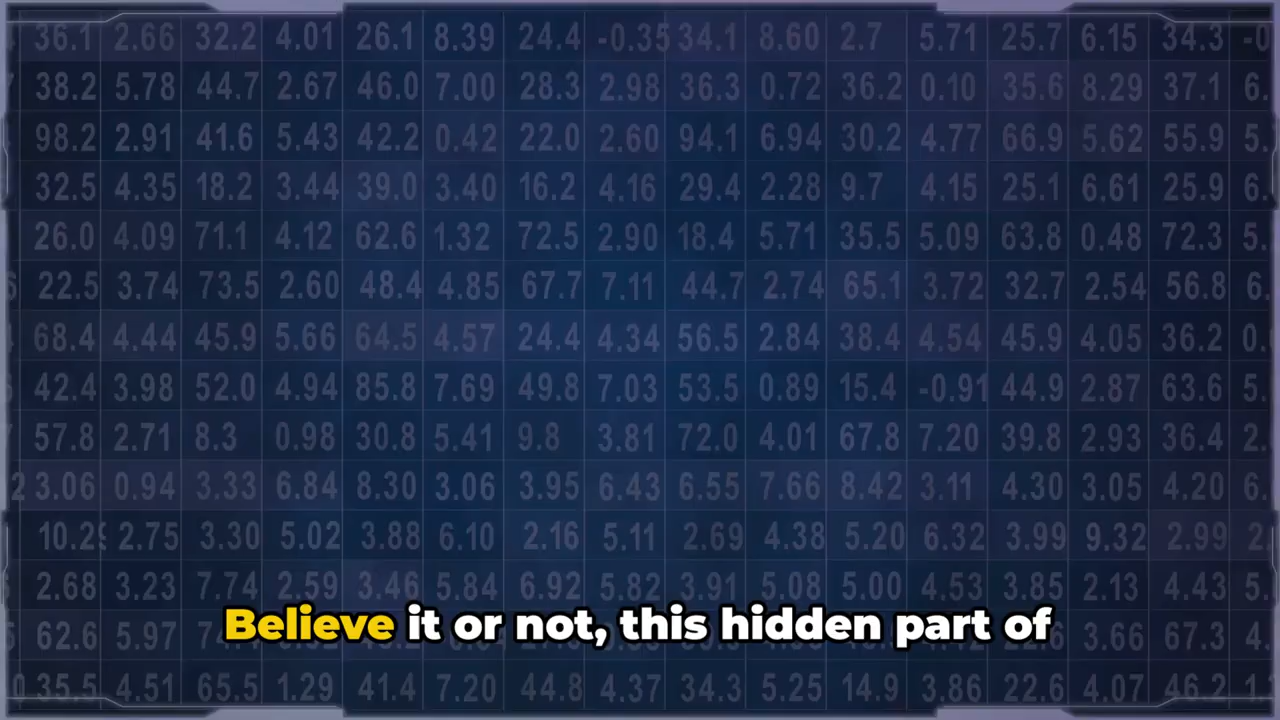 36.1 2.66 32.2 4.01 26.1 8.39 24.4 -0.35 34.1 8.60 2.7 5.71 25.7 6.15 34.3
38.2 5.78 44.7 2.67 46.0 7.00 28.3 2.98 36.3 0.72 36.2 0.10 35.6 8.29 37.1
98.2 2.91 41.6 5.43 42.2 0.42 22.0 2.60 94.1 6.94 30.2 4.77 66.9 5.62 55.9
32.5 4.35 18.2 3.44 39.0 3.40 16.2 4.16 29.4 2.28 9.7 4.15 25.1 6.61 25.9
26.0 4.09 71.1 4.12 62.6 1.32 72.5 2.90 18.4 5.71 35.5 5.09 63.8 0.48 72.3
22.5 3.74 73.5 2.60 48.4 4.85 67.7 7.11 44.7 2.74 65.1 3.72 32.7 2.54 56.8
68.4 4.44 45.9 5.66 64.5 4.57 24.4 4.34 56.5 2.84 38.4 4.54 45.9 4.05 36.2
42.4 3.98 52.0 4.94 85.8 7.69 49.8 7.03 53.5 0.89 15.4 -0.91 44.9 2.87 63.6
57.8 2.71 8.3 0.98 30.8 5.41 9.8 3.81 72.0 4.01 67.8 7.20 39.8 2.93 36.4
3.06 0.94 3.33 6.84 8.30 3.06 3.95 6.43 6.55 7.66 8.42 3.11 4.30 3.05 4.20
10.29 2.75 3.30 5.02 3.88 6.10 2.16 5.11 2.69 4.38 5.20 6.32 3.99 9.32 2.99
2.68 3.23 7.74 2.59 3.46 5.84 6.92 5.82 3.91 5.08 5.00 4.53 3.85 2.13 4.43
Believe it or not, this hidden part of
62.6 5.97 3.66 67.3
35.5 4.51 65.5 1.29 41.4 7.20 44.8 4.37 34.3 5.25 14.9 3.86 22.6 4.07 46.2